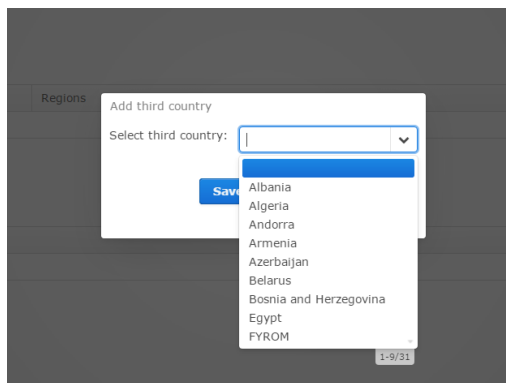 Regions
Add third country
Select third country:
Save
Albania
Algeria
Andorra
Armenia
Azerbaijan
Belarus
Bosnia and Herzegovina
Egypt
FYROM
1-9/31